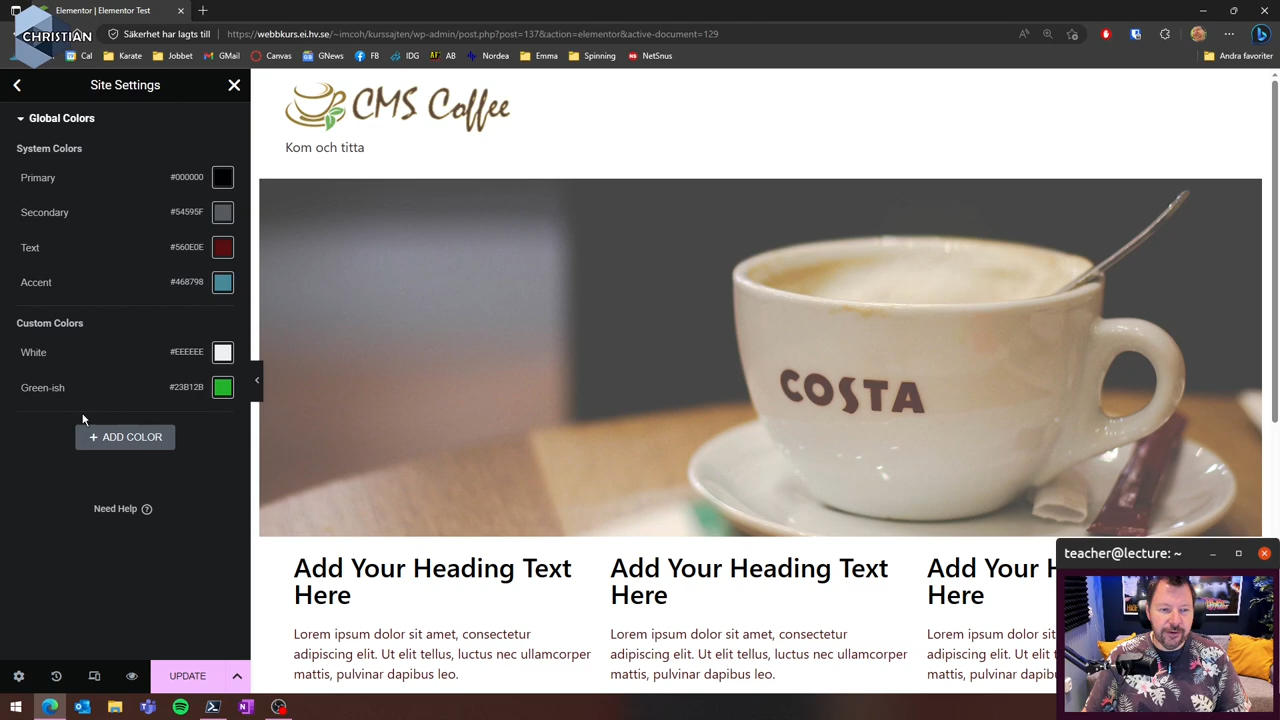 Elementor | Elementor Test
CHRISTIAN
Säkerhet har lagts till
https://webbkurs.ei.hv.se/~imcoh/kurssajten/wp-admin/post.php?post=137&action=elementor&active-document=129
Cal
Karate
Jobbet
GMail
Canvas
GNews
FB
IDG
AB
Nordea
Emma
Spinning
NetSnus
Andra favoriter
Site Settings
Global Colors
System Colors
Primary #000000
Secondary #54595F
Text #560E0E
Accent #468798
Custom Colors
White #EEEEEE
Green-ish #23B12B
+ ADD COLOR
Need Help ?
UPDATE
CMS Coffee
Kom och titta
COSTA
Add Your Heading Text
Here
Lorem ipsum dolor sit amet, consectetur
adipiscing elit. Ut elit tellus, luctus nec ullamcorper
mattis, pulvinar dapibus leo.
Add Your Heading Text
Here
Lorem ipsum dolor sit amet, consectetur
adipiscing elit. Ut elit tellus, luctus nec ullamcorper
mattis, pulvinar dapibus leo.
Add Your H
Here
Lorem ipsum dolor sit
adipiscing elit. Ut elit
mattis, pulvinar dapib
teacher@lecture: ~